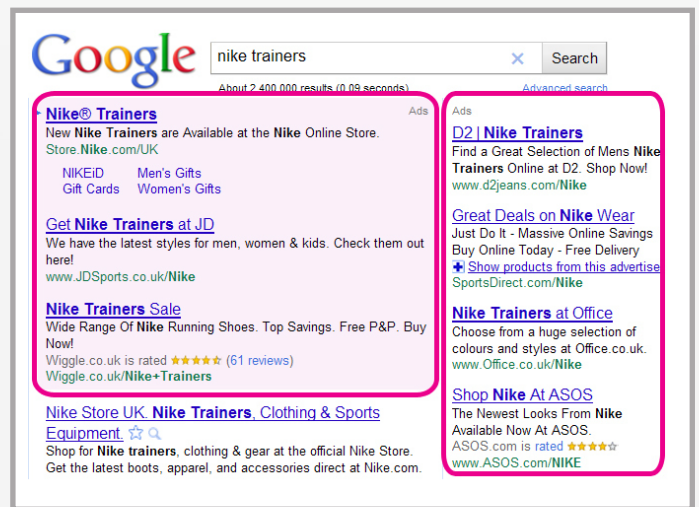 Google
nike trainers
Search
About 2,400,000 results (0.09 seconds)
Advanced search
Nike® Trainers
Ads
New Nike Trainers are Available at the Nike Online Store.
Store.Nike.com/UK
NIKEiD Men's Gifts
Gift Cards Women's Gifts
Get Nike Trainers at JD
We have the latest styles for men, women & kids. Check them out
here!
www.JDSports.co.uk/Nike
Nike Trainers Sale
Wide Range Of Nike Running Shoes. Top Savings. Free P&P. Buy
Now!
Wiggle.co.uk is rated ★★★★★ (61 reviews)
Wiggle.co.uk/Nike+Trainers
Nike Store UK. Nike Trainers, Clothing & Sports
Equipment.
Shop for Nike trainers, clothing & gear at the official Nike Store.
Get the latest boots, apparel, and accessories direct at Nike.com.
Ads
D2 | Nike Trainers
Find a Great Selection of Mens Nike
Trainers Online at D2. Shop Now!
www.d2jeans.com/Nike
Great Deals on Nike Wear
Just Do It - Massive Online Savings
Buy Online Today - Free Delivery
Show products from this advertise
SportsDirect.com/Nike
Nike Trainers at Office
Choose from a huge selection of
colours and styles at Office.co.uk.
www.Office.co.uk/Nike
Shop Nike At ASOS
The Newest Looks From Nike
Available Now At ASOS.
ASOS.com is rated ★★★★☆
www.ASOS.com/NIKE